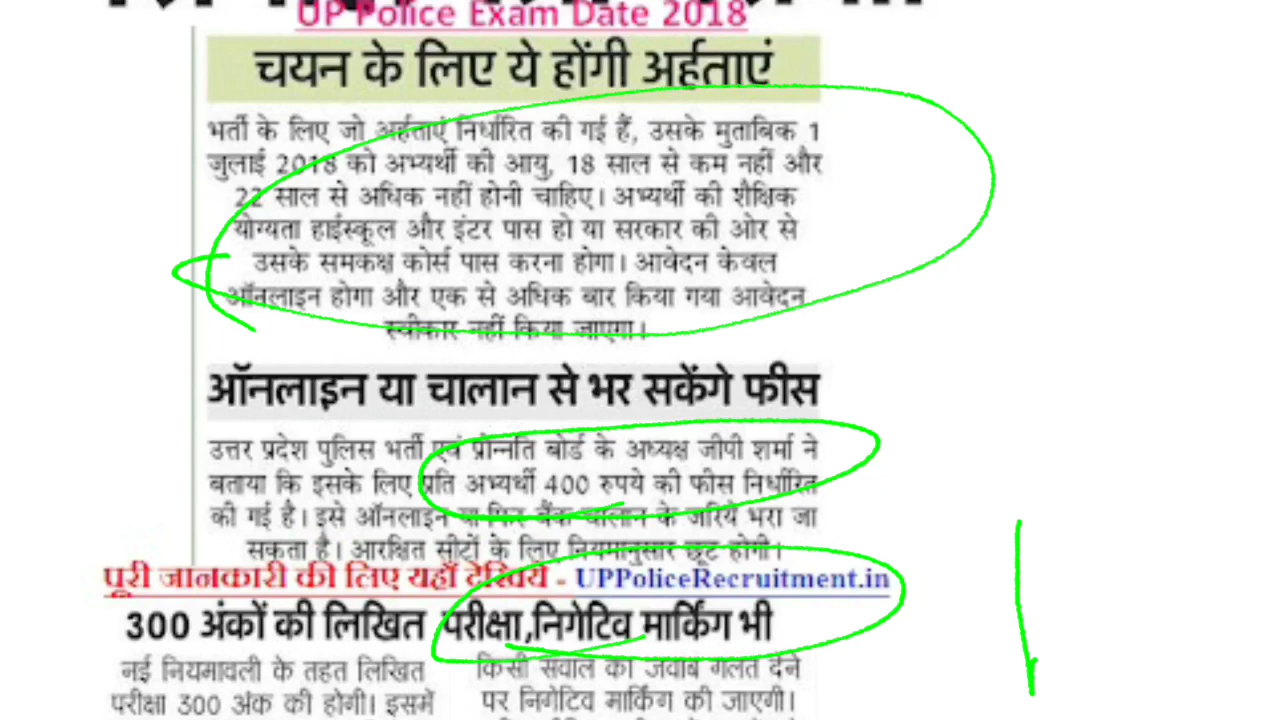 UP Police Exam Date 2018
चयन के लिए ये होंगी अर्हताएं
भर्ती के लिए जो अर्हताएं निर्धारित की गई हैं, उसके मुताबिक 1
जुलाई 2018 को अभ्यर्थी की आयु, 18 साल से कम नहीं और
22 साल से अधिक नहीं होनी चाहिए। अभ्यर्थी की शैक्षिक
योग्यता हाईस्कूल और इंटर पास हो या सरकार की ओर से
उसके समकक्ष कोर्स पास करना होगा। आवेदन केवल
ऑनलाइन होगा और एक से अधिक बार किया गया आवेदन
स्वीकार नहीं किया जाएगा।
ऑनलाइन या चालान से भर सकेंगे फीस
उत्तर प्रदेश पुलिस भर्ती एवं प्रोन्नति बोर्ड के अध्यक्ष जीपी शर्मा ने
बताया कि इसके लिए प्रति अभ्यर्थी 400 रुपये की फीस निर्धारित
की गई है। इसे ऑनलाइन या फिर बैंक चालान के जरिये भरा जा
सकता है। आरक्षित सीटों के लिए नियमानुसार छूट होगी।
पूरी जानकारी की लिए यहाँ देखिये - UPPoliceRecruitment.in
300 अंकों की लिखित परीक्षा,निगेटिव मार्किंग भी
नई नियमावली के तहत लिखित
परीक्षा 300 अंक की होगी। इसमें
किसी सवाल का जवाब गलत देने
पर निगेटिव मार्किंग की जाएगी।